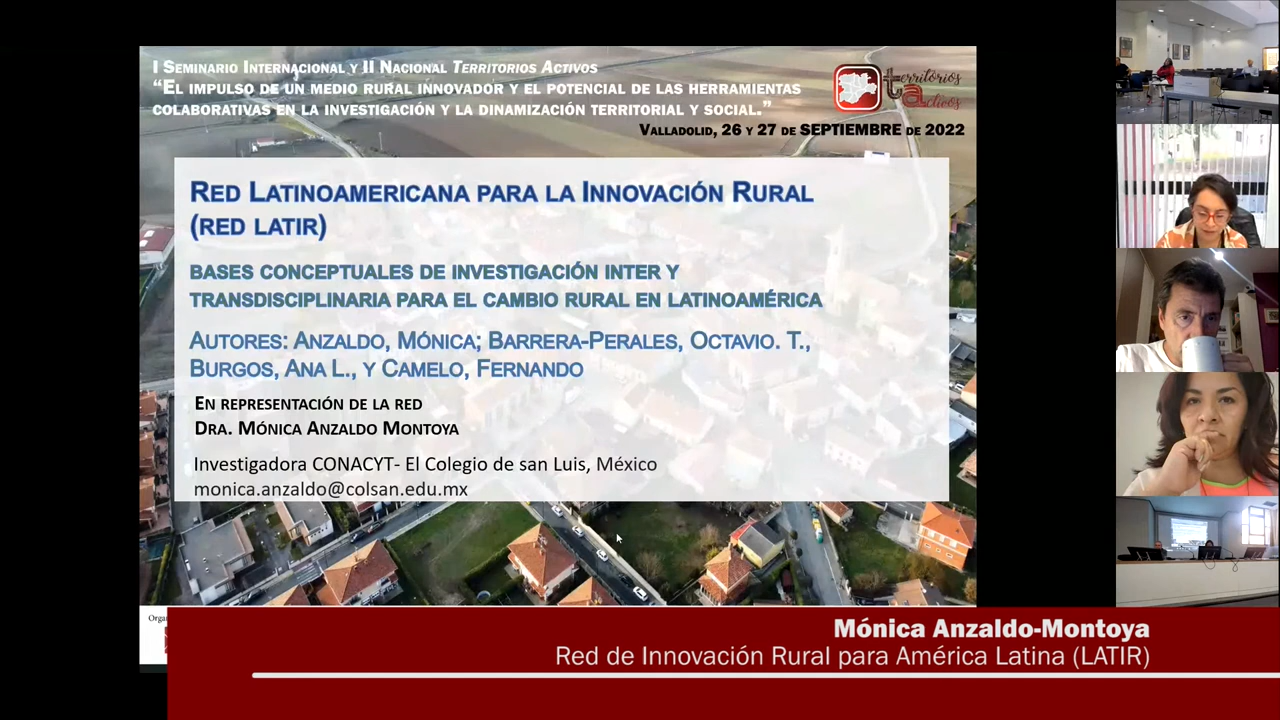 I Seminario Internacional y II Nacional Territorios Activos
“El impulso de un medio rural innovador y el potencial de las herramientas
colaborativas en la investigación y la dinamización territorial y social.”
Valladolid, 26 y 27 de SEPTIEMBRE de 2022
territorios
activos
Red Latinoamericana para la Innovación Rural
(red latir)
bases conceptuales de investigación inter y
transdisciplinaria para el cambio rural en latinoamérica
Autores: Anzaldo, Mónica; Barrera-Perales, Octavio. T.,
Burgos, Ana L., y Camelo, Fernando
En representación de la red
Dra. Mónica Anzaldo Montoya
Investigadora CONACYT- El Colegio de san Luis, México
monica.anzaldo@colsan.edu.mx
Mónica Anzaldo-Montoya
Red de Innovación Rural para América Latina (LATIR)